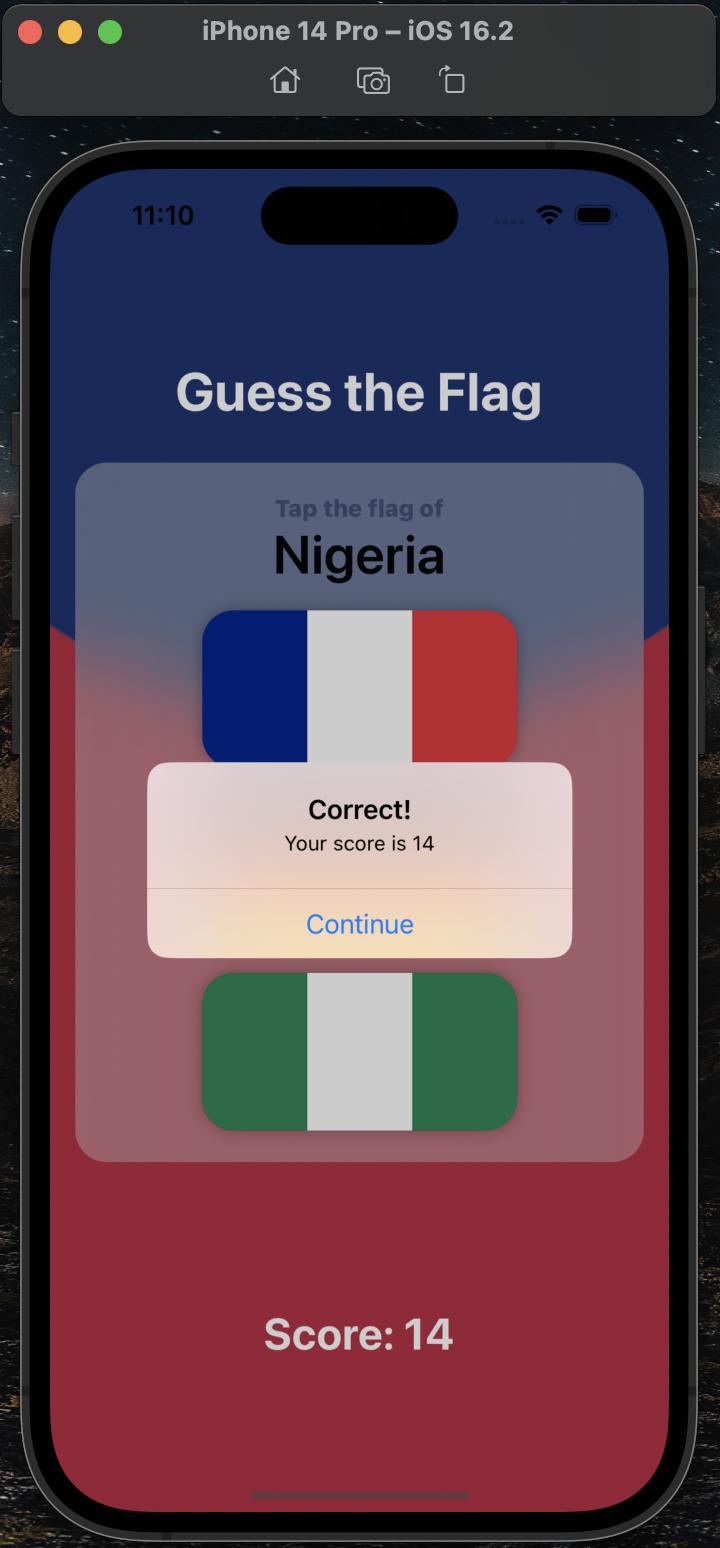 iPhone 14 Pro – iOS 16.2
11:10
Guess the Flag
Tap the flag of
Nigeria
Correct!
Your score is 14
Continue
Score: 14